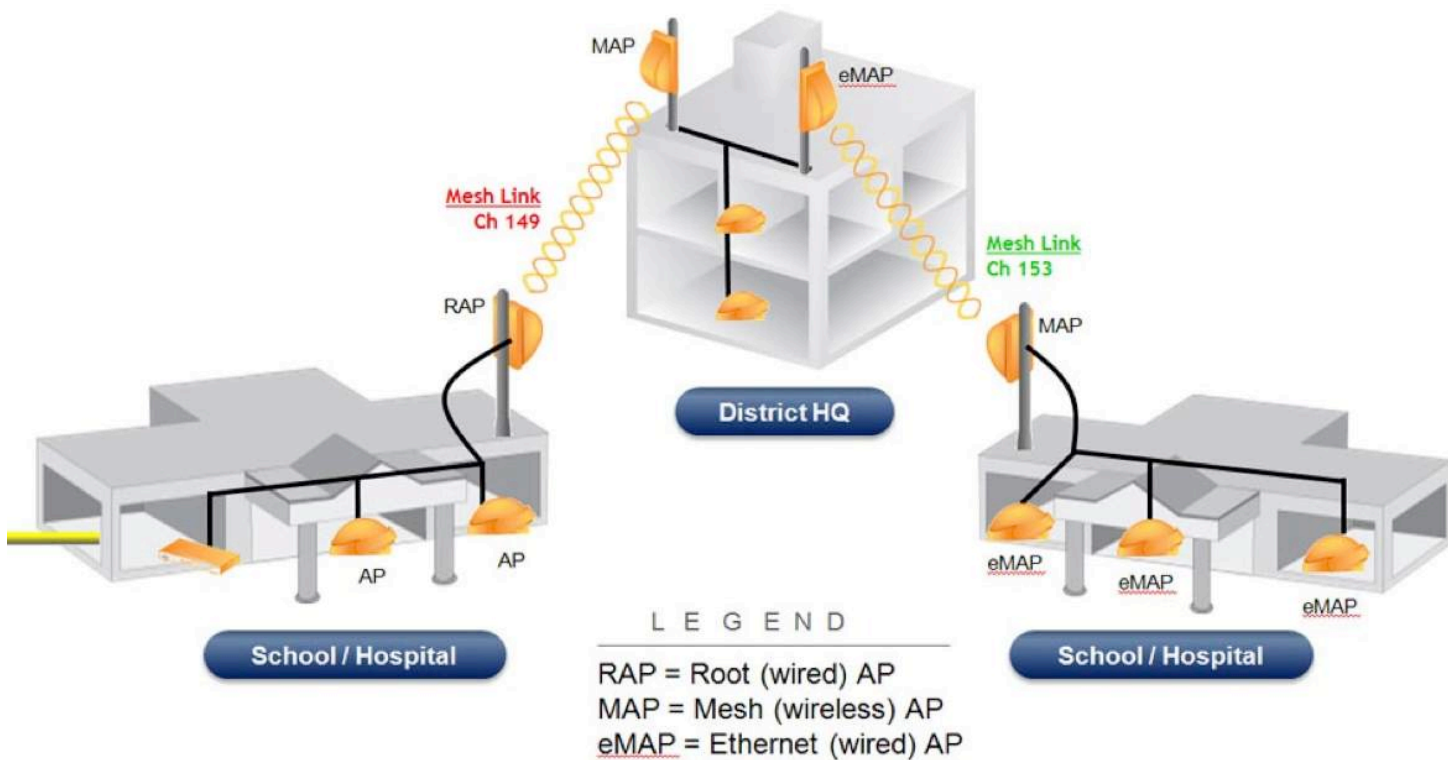 MAP
eMAP
Mesh Link
Ch 149
Mesh Link
Ch 153
RAP
MAP
District HQ
AP
AP
eMAP
eMAP
eMAP
School / Hospital
School / Hospital
LEGEND
RAP = Root (wired) AP
MAP = Mesh (wireless) AP
eMAP = Ethernet (wired) AP